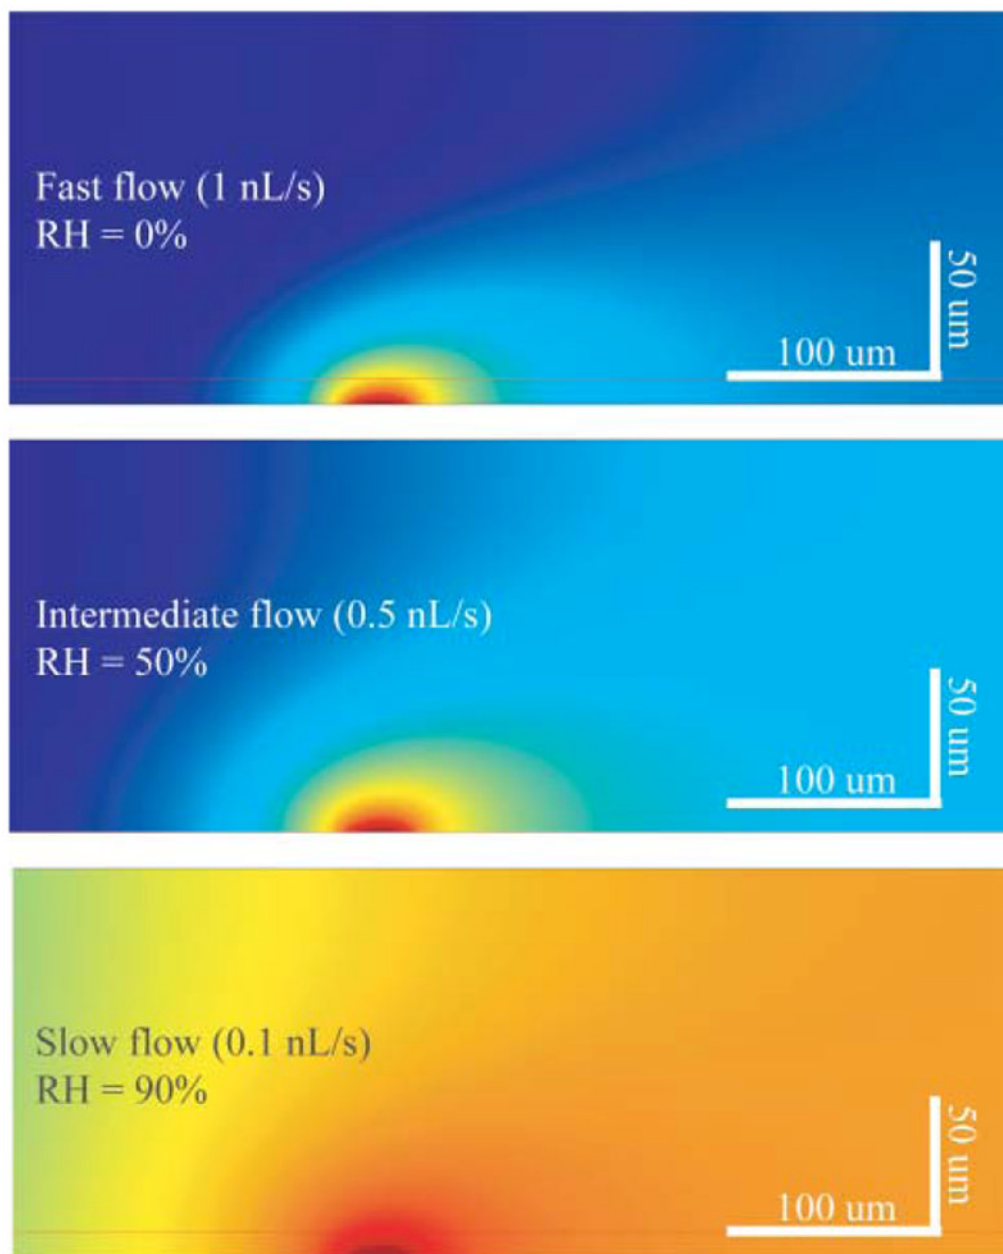 Fast flow (1 nL/s)
RH = 0%
50 um
100 um
Intermediate flow (0.5 nL/s)
RH = 50%
50 um
100 um
Slow flow (0.1 nL/s)
RH = 90%
50 um
100 um